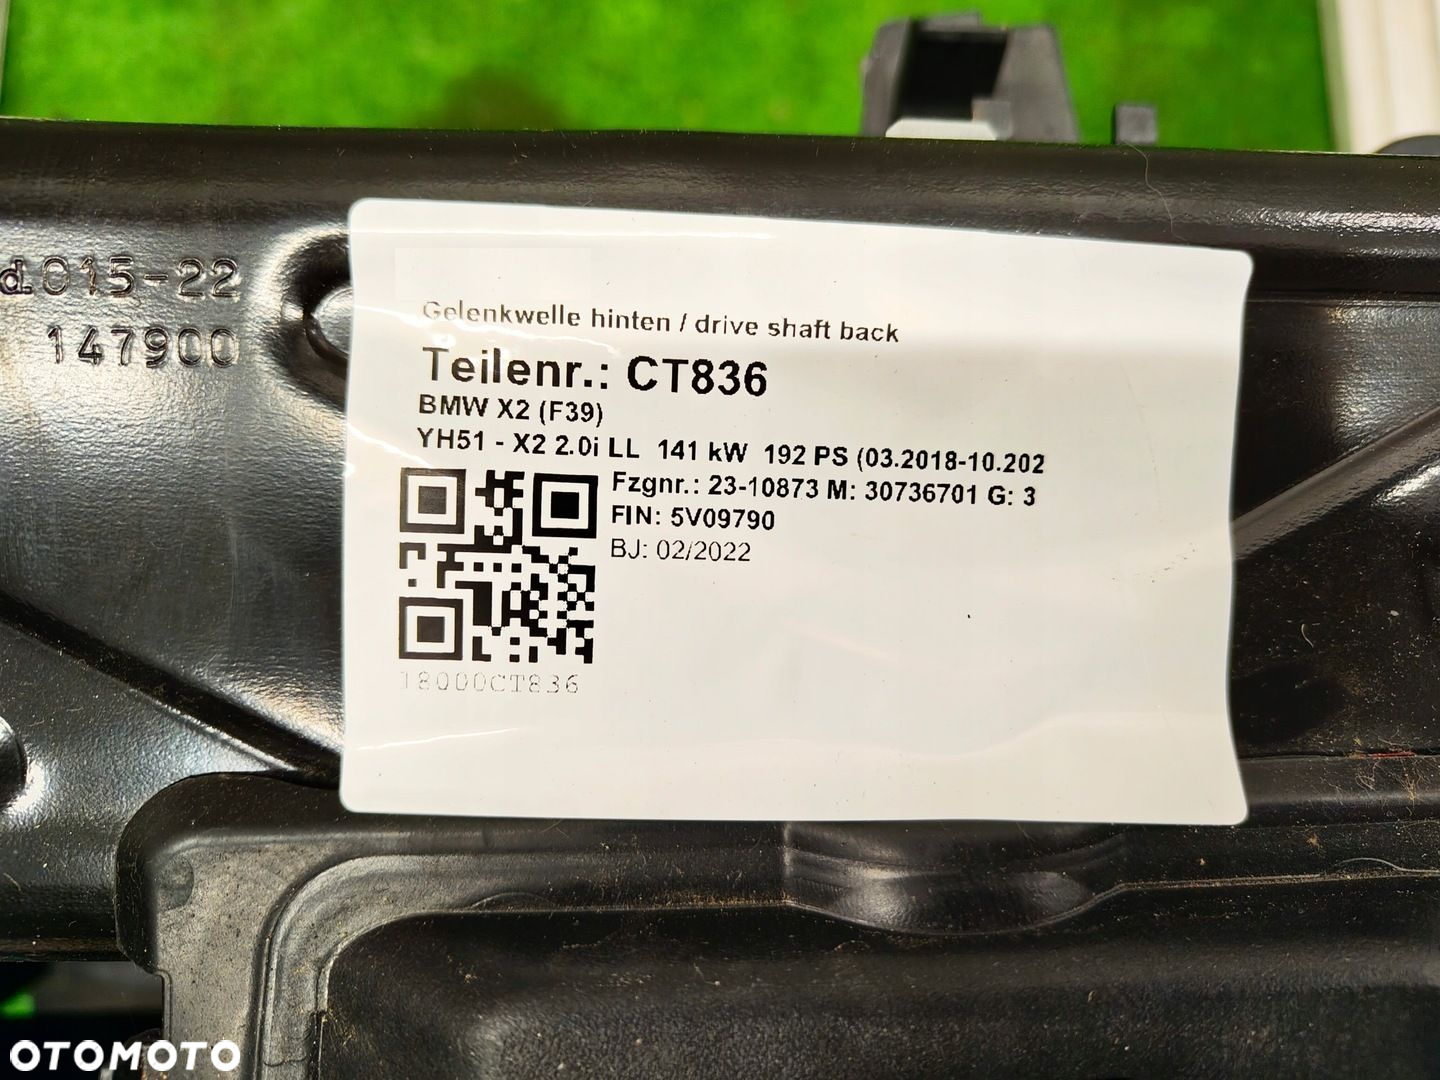 d.015-22
147900
Gelenkwelle hinten / drive shaft back
Teilenr.: CT836
BMW X2 (F39)
YH51 - X2 2.0i LL 141 kW 192 PS (03.2018-10.202
Fzgnr.: 23-10873 M: 30736701 G: 3
FIN: 5V09790
BJ: 02/2022
18000CT836
OTOMOTO